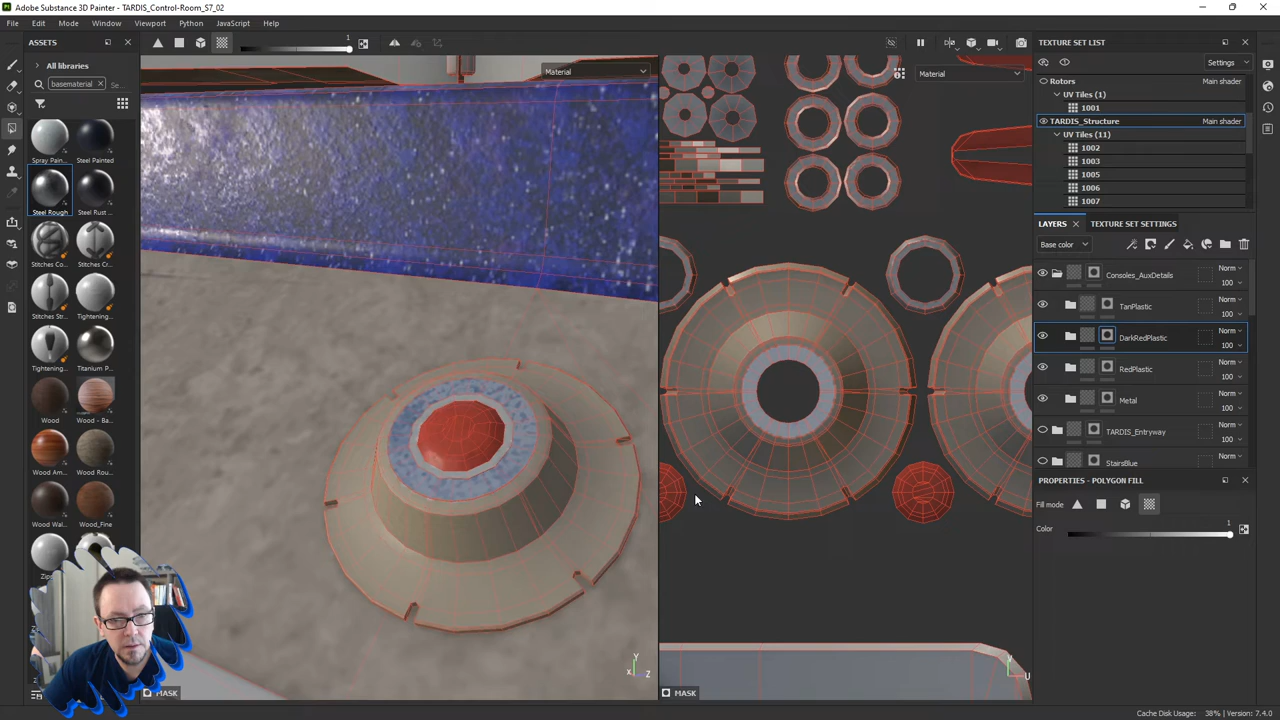 Adobe Substance 3D Painter - TARDIS_Control-Room_S7_02
File Edit Mode Window Viewport Python JavaScript Help
ASSETS
All libraries
basematerial
Se...
Spray Pain... Steel Painted
Steel Rough Steel Rust ...
Stitches Co... Stitches Cr...
Stitches Str... Tightening...
Tightening... Titanium P...
Wood Wood - Ba...
Wood Am... Wood Rou...
Wood Wal... Wood_Fine
1
Material
Y
X
Z
MASK
Material
U
MASK
TEXTURE SET LIST
Settings
Rotors Main shader
UV Tiles (1)
1001
TARDIS_Structure Main shader
UV Tiles (11)
1002
1003
1005
1006
1007
LAYERS TEXTURE SET SETTINGS
Base color
Consoles_AuxDetails Norm
100
TanPlastic Norm
100
DarkRedPlastic Norm
100
RedPlastic Norm
100
Metal Norm
100
TARDIS_Entryway Norm
100
StairsBlue Norm
PROPERTIES - POLYGON FILL
Fill mode
Color 1
Cache Disk Usage: 38% | Version: 7.4.0